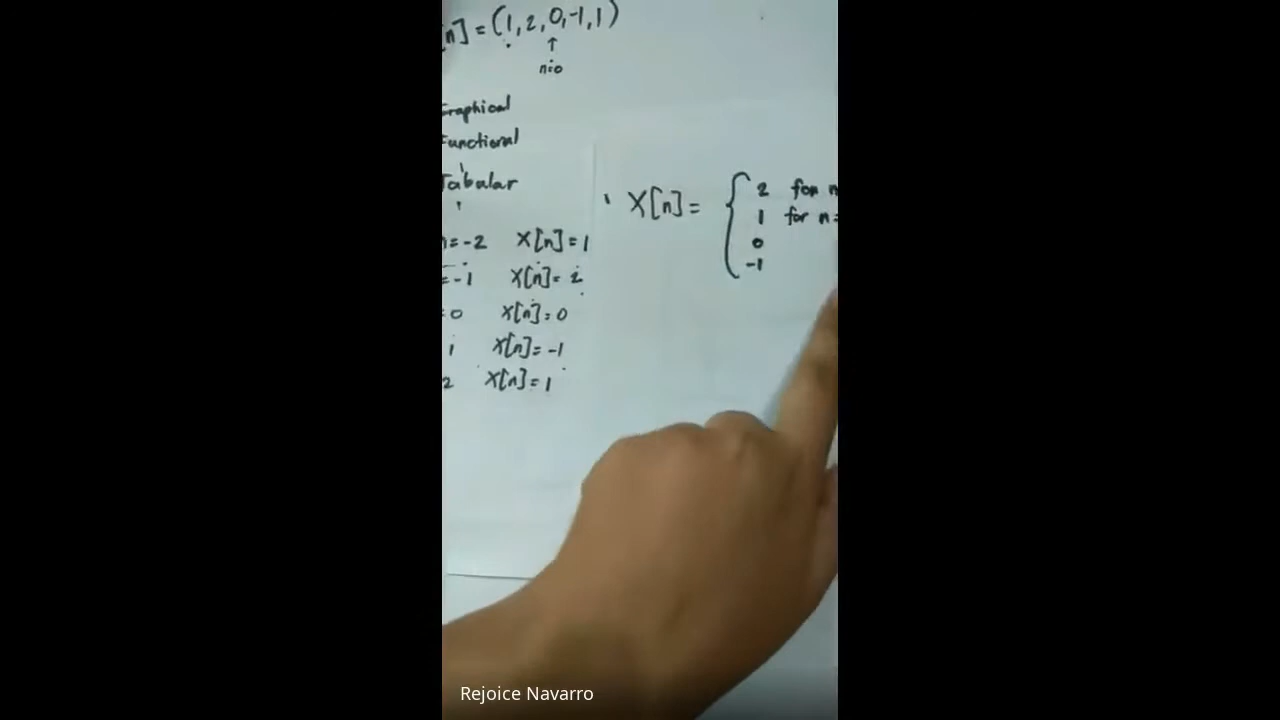 [n] = (1, 2, 0, -1, 1)
↑
n=0
Graphical
Functional
Tabular
n=-2 X[n]=1
=-1 X[n]=2
=0 X[n]=0
1 X[n]=-1
2 X[n]=1
X[n]= { 2 for n
1 for n=
0
-1
Rejoice Navarro